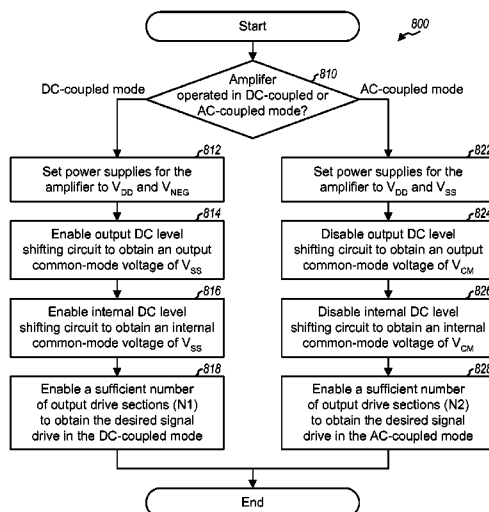 Start
800
810
Amplifer
operated in DC-coupled or
AC-coupled mode?
DC-coupled mode
AC-coupled mode
812
Set power supplies for
the amplifier to VDD and VNEG
814
Enable output DC level
shifting circuit to obtain an output
common-mode voltage of VSS
816
Enable internal DC level
shifting circuit to obtain an internal
common-mode voltage of VSS
818
Enable a sufficient number
of output drive sections (N1)
to obtain the desired signal
drive in the DC-coupled mode
822
Set power supplies for the
amplifier to VDD and VSS
824
Disable output DC level
shifting circuit to obtain an output
common-mode voltage of VCM
826
Disable internal DC level
shifting circuit to obtain an internal
common-mode voltage of VCM
828
Enable a sufficient number of
output drive sections (N2)
to obtain the desired signal
drive in the AC-coupled mode
End